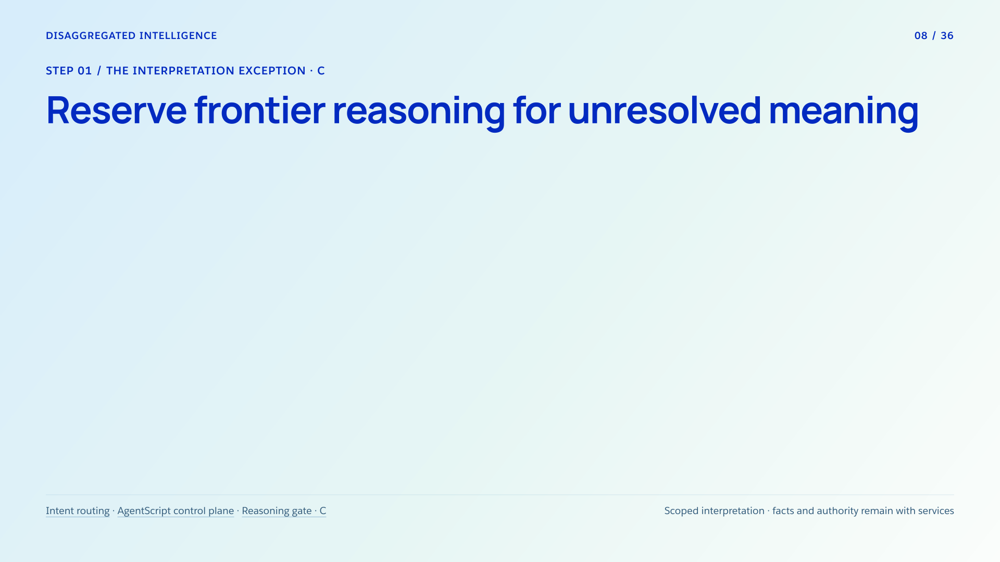 DISAGGREGATED INTELLIGENCE
08 / 36
STEP 01 / THE INTERPRETATION EXCEPTION · C
Reserve frontier reasoning for unresolved meaning
Intent routing · AgentScript control plane · Reasoning gate · C
Scoped interpretation · facts and authority remain with services